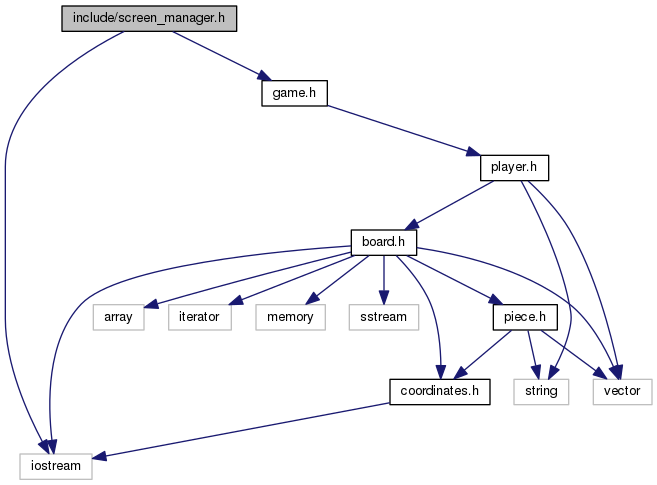 include/screen_manager.h
game.h
player.h
board.h
array
iterator
memory
sstream
piece.h
coordinates.h
string
vector
iostream